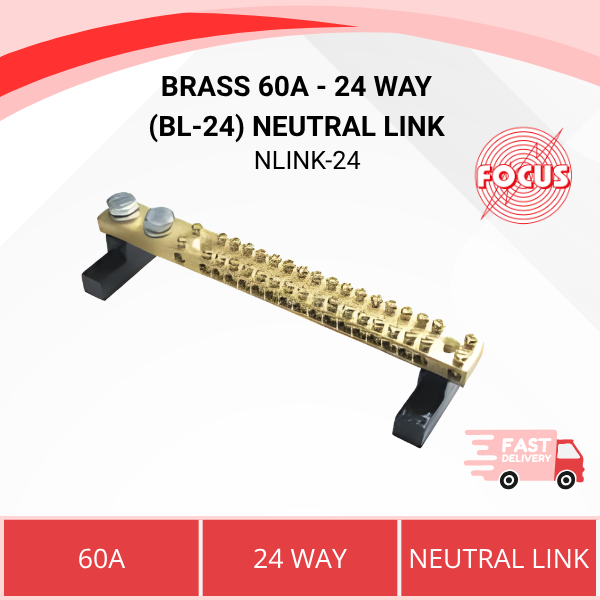 BRASS 60A - 24 WAY
(BL-24) NEUTRAL LINK
NLINK-24
FOCUS
FAST
DELIVERY
60A
24 WAY
NEUTRAL LINK